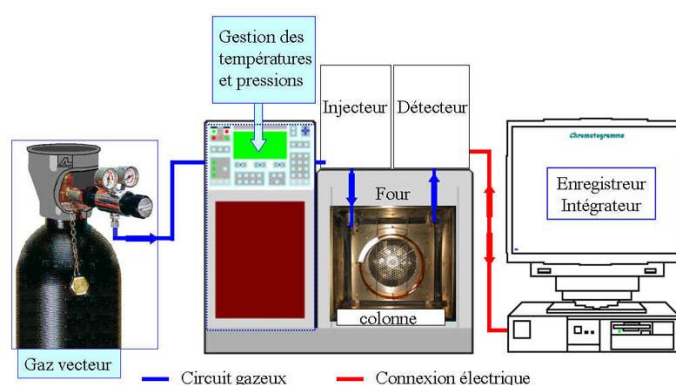 Gestion des
températures
et pressions
Injecteur
Détecteur
Chromatogramme
Enregistreur
Intégrateur
Four
colonne
Gaz vecteur
Circuit gazeux
Connexion électrique